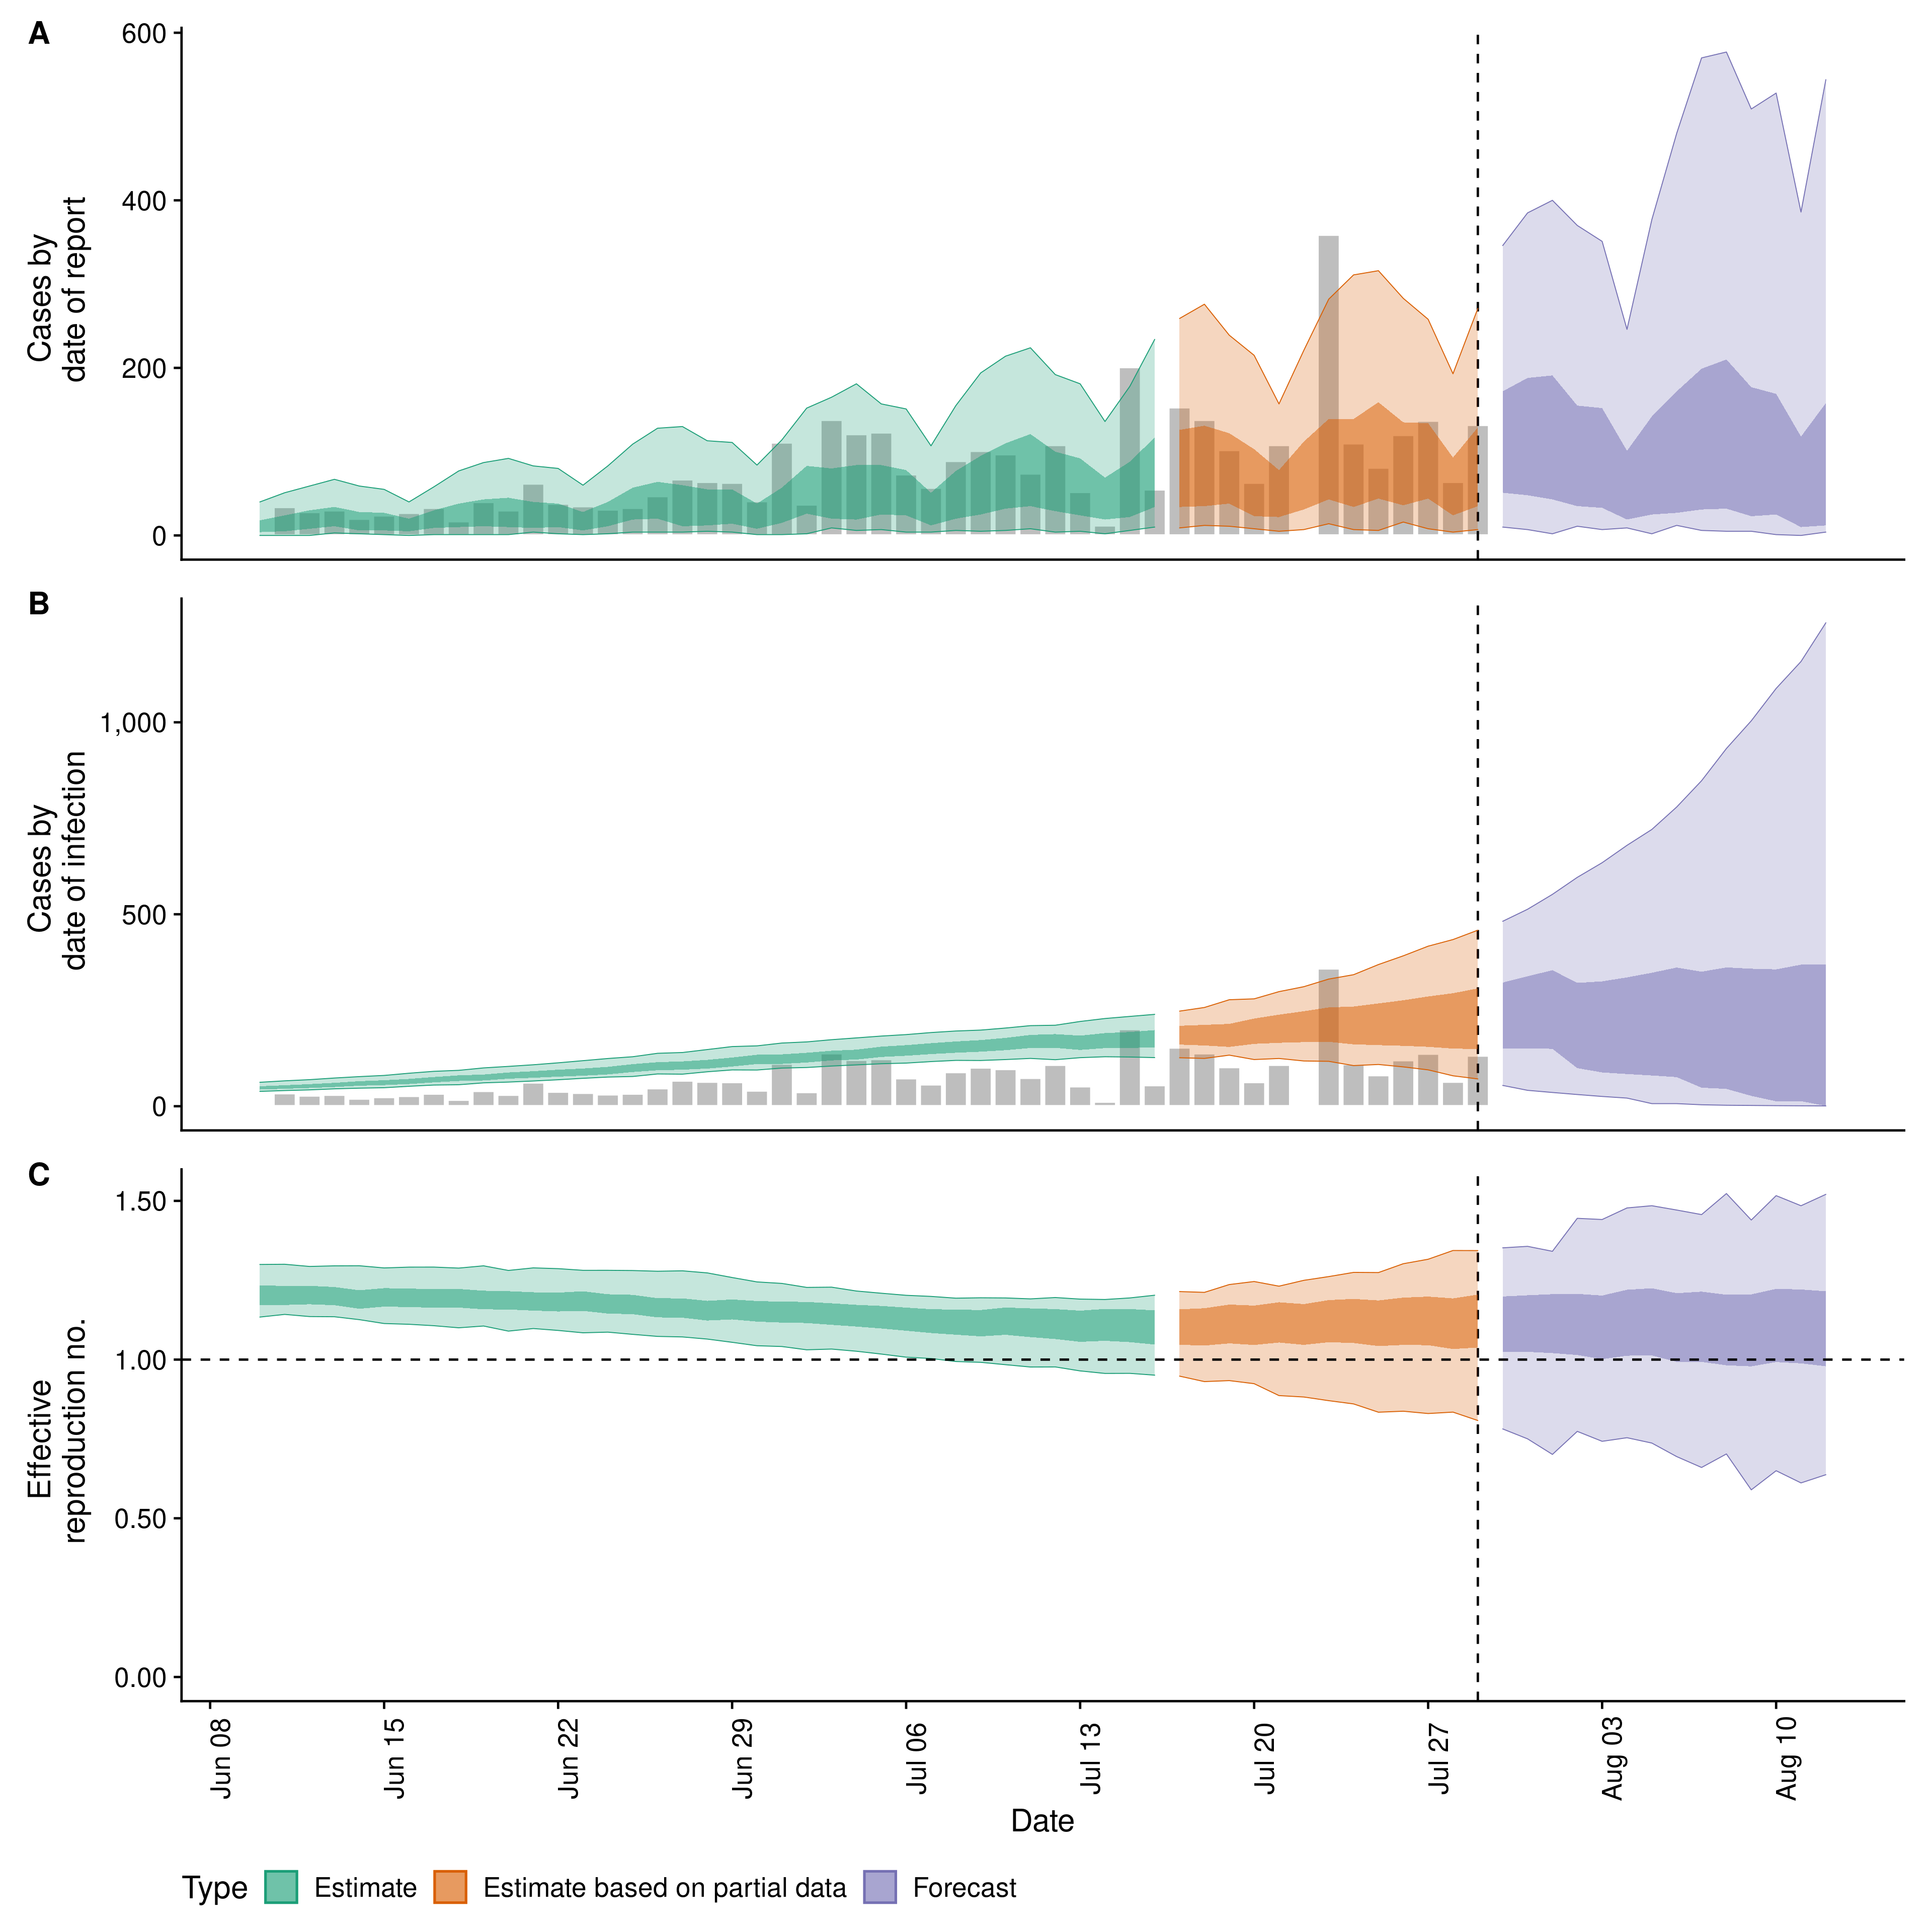 A
Cases by
date of report
600
400
200
0
B
Cases by
date of infection
1,000
500
0
C
Effective
reproduction no.
1.50
1.00
0.50
0.00
Jun 08
Jun 15
Jun 22
Jun 29
Jul 06
Jul 13
Jul 20
Jul 27
Aug 03
Aug 10
Date
Type Estimate Estimate based on partial data Forecast